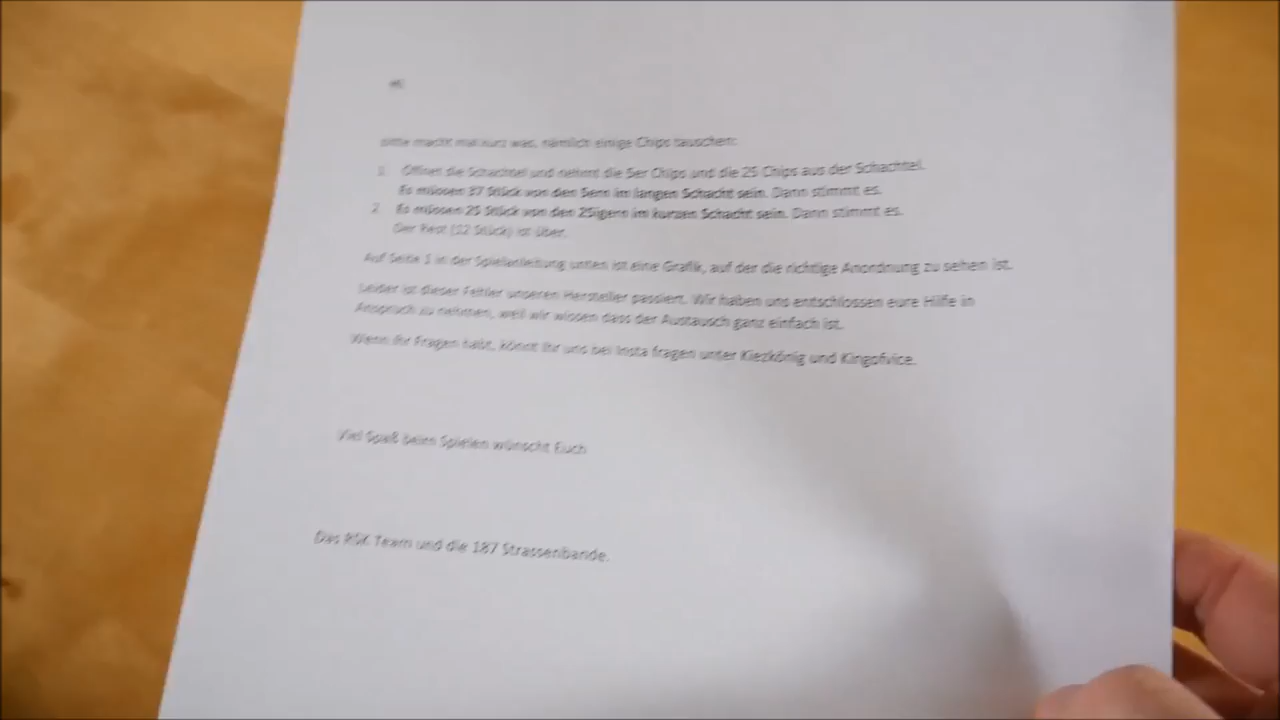 bitte macht mal kurz was, nämlich einige Chips tauschen:
1. Öffnet die Schachtel und nehmt die 5er Chips und die 25 Chips aus der Schachtel.
Es müssen 37 Stück von den 5ern im langen Schacht sein. Dann stimmt es.
2. Es müssen 25 Stück von den 25igern im kurzen Schacht sein. Dann stimmt es.
Der Rest (12 Stück) ist über.
Auf Seite 1 in der Spielanleitung unten ist eine Grafik, auf der die richtige Anordnung zu sehen ist.
Leider ist dieser Fehler unseren Hersteller passiert. Wir haben uns entschlossen eure Hilfe in
Anspruch zu nehmen, weil wir wissen dass der Austausch ganz einfach ist.
Wenn Ihr Fragen habt, könnt Ihr uns bei Insta fragen unter Kiezkönig und Kingofvice.
Viel Spaß beim Spielen wünscht Euch
Das Team und die 187 Strassenbande.